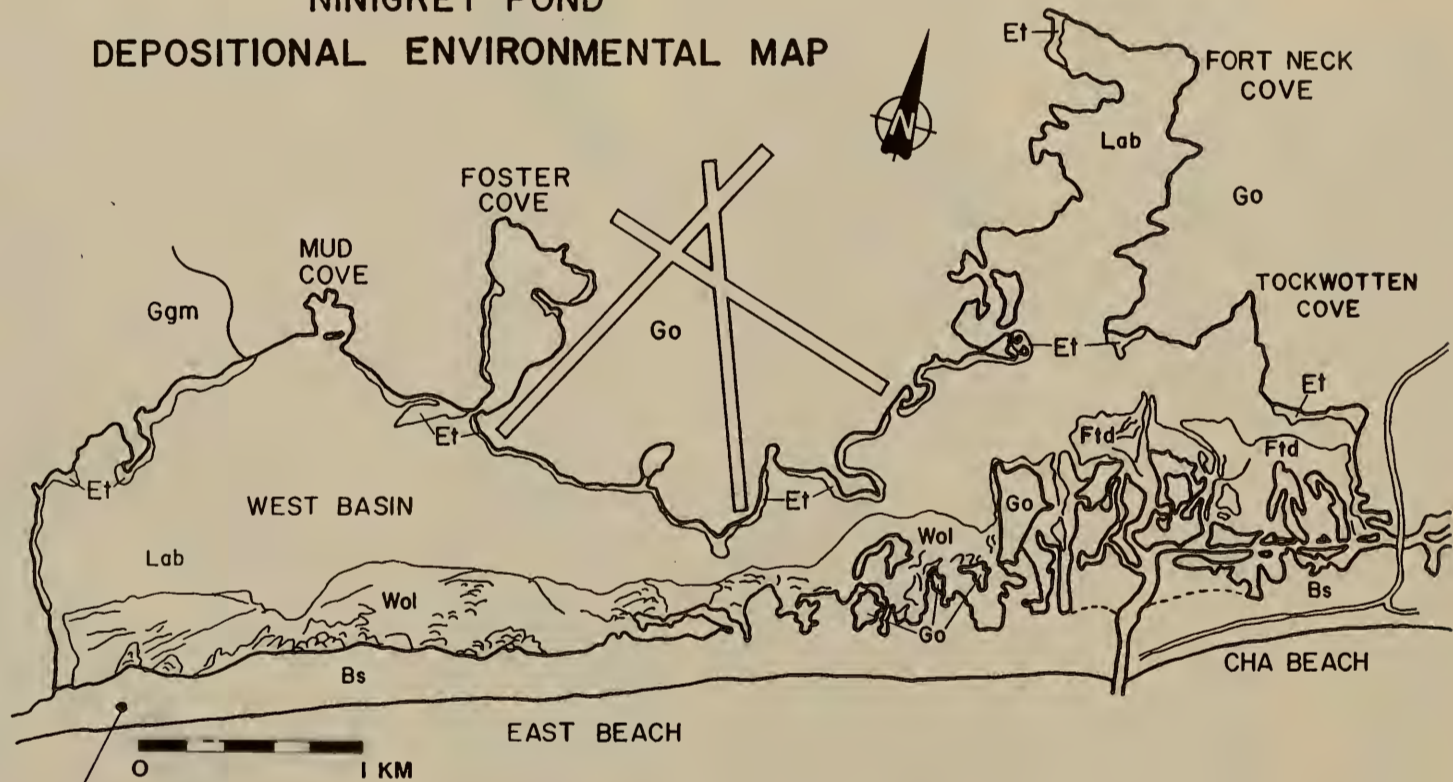 NINIGRET POND
DEPOSITIONAL ENVIRONMENTAL MAP
Et
FORT NECK
COVE
N
Lab
FOSTER
COVE
Go
MUD
COVE
TOCKWOTTEN
COVE
Ggm
Go
Et
Et
Et
Ftd
Ftd
Et
WEST BASIN
Et
Go
Wol
Lab
Wol
Bs
Go
Bs
CHA BEACH
EAST BEACH
0
1 KM